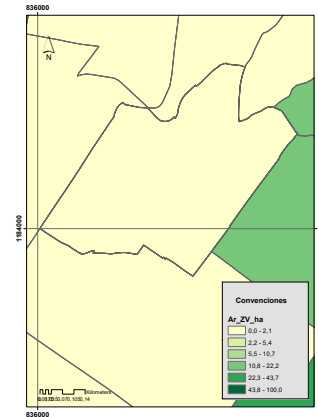 836000
N
1184000
Convenciones
Ar_ZV_ha
0,0 - 2,1
2,2 - 5,4
5,5 - 10,7
10,8 - 22,2
22,3 - 43,7
43,8 - 100,0
Kilometers
836000